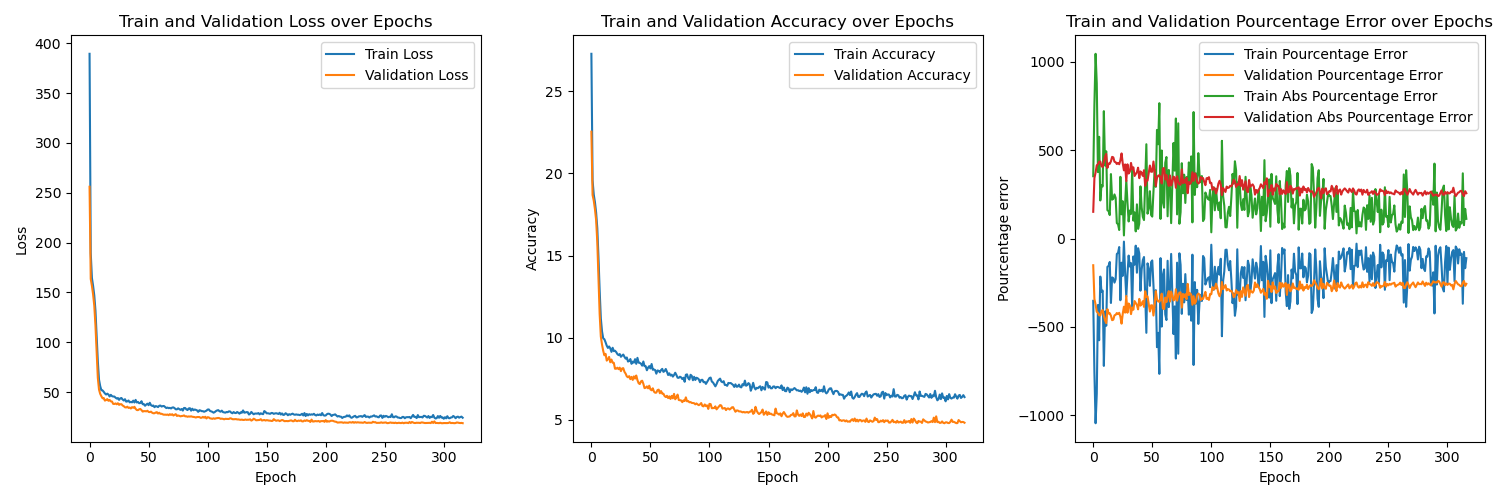 Train and Validation Loss over Epochs
400
350
300
250
200
150
100
50
Loss
0 50 100 150 200 250 300
Epoch
Train Loss
Validation Loss
Train and Validation Accuracy over Epochs
25
20
15
10
5
Accuracy
0 50 100 150 200 250 300
Epoch
Train Accuracy
Validation Accuracy
Train and Validation Pourcentage Error over Epochs
1000
500
0
−500
−1000
Pourcentage error
0 50 100 150 200 250 300
Epoch
Train Pourcentage Error
Validation Pourcentage Error
Train Abs Pourcentage Error
Validation Abs Pourcentage Error